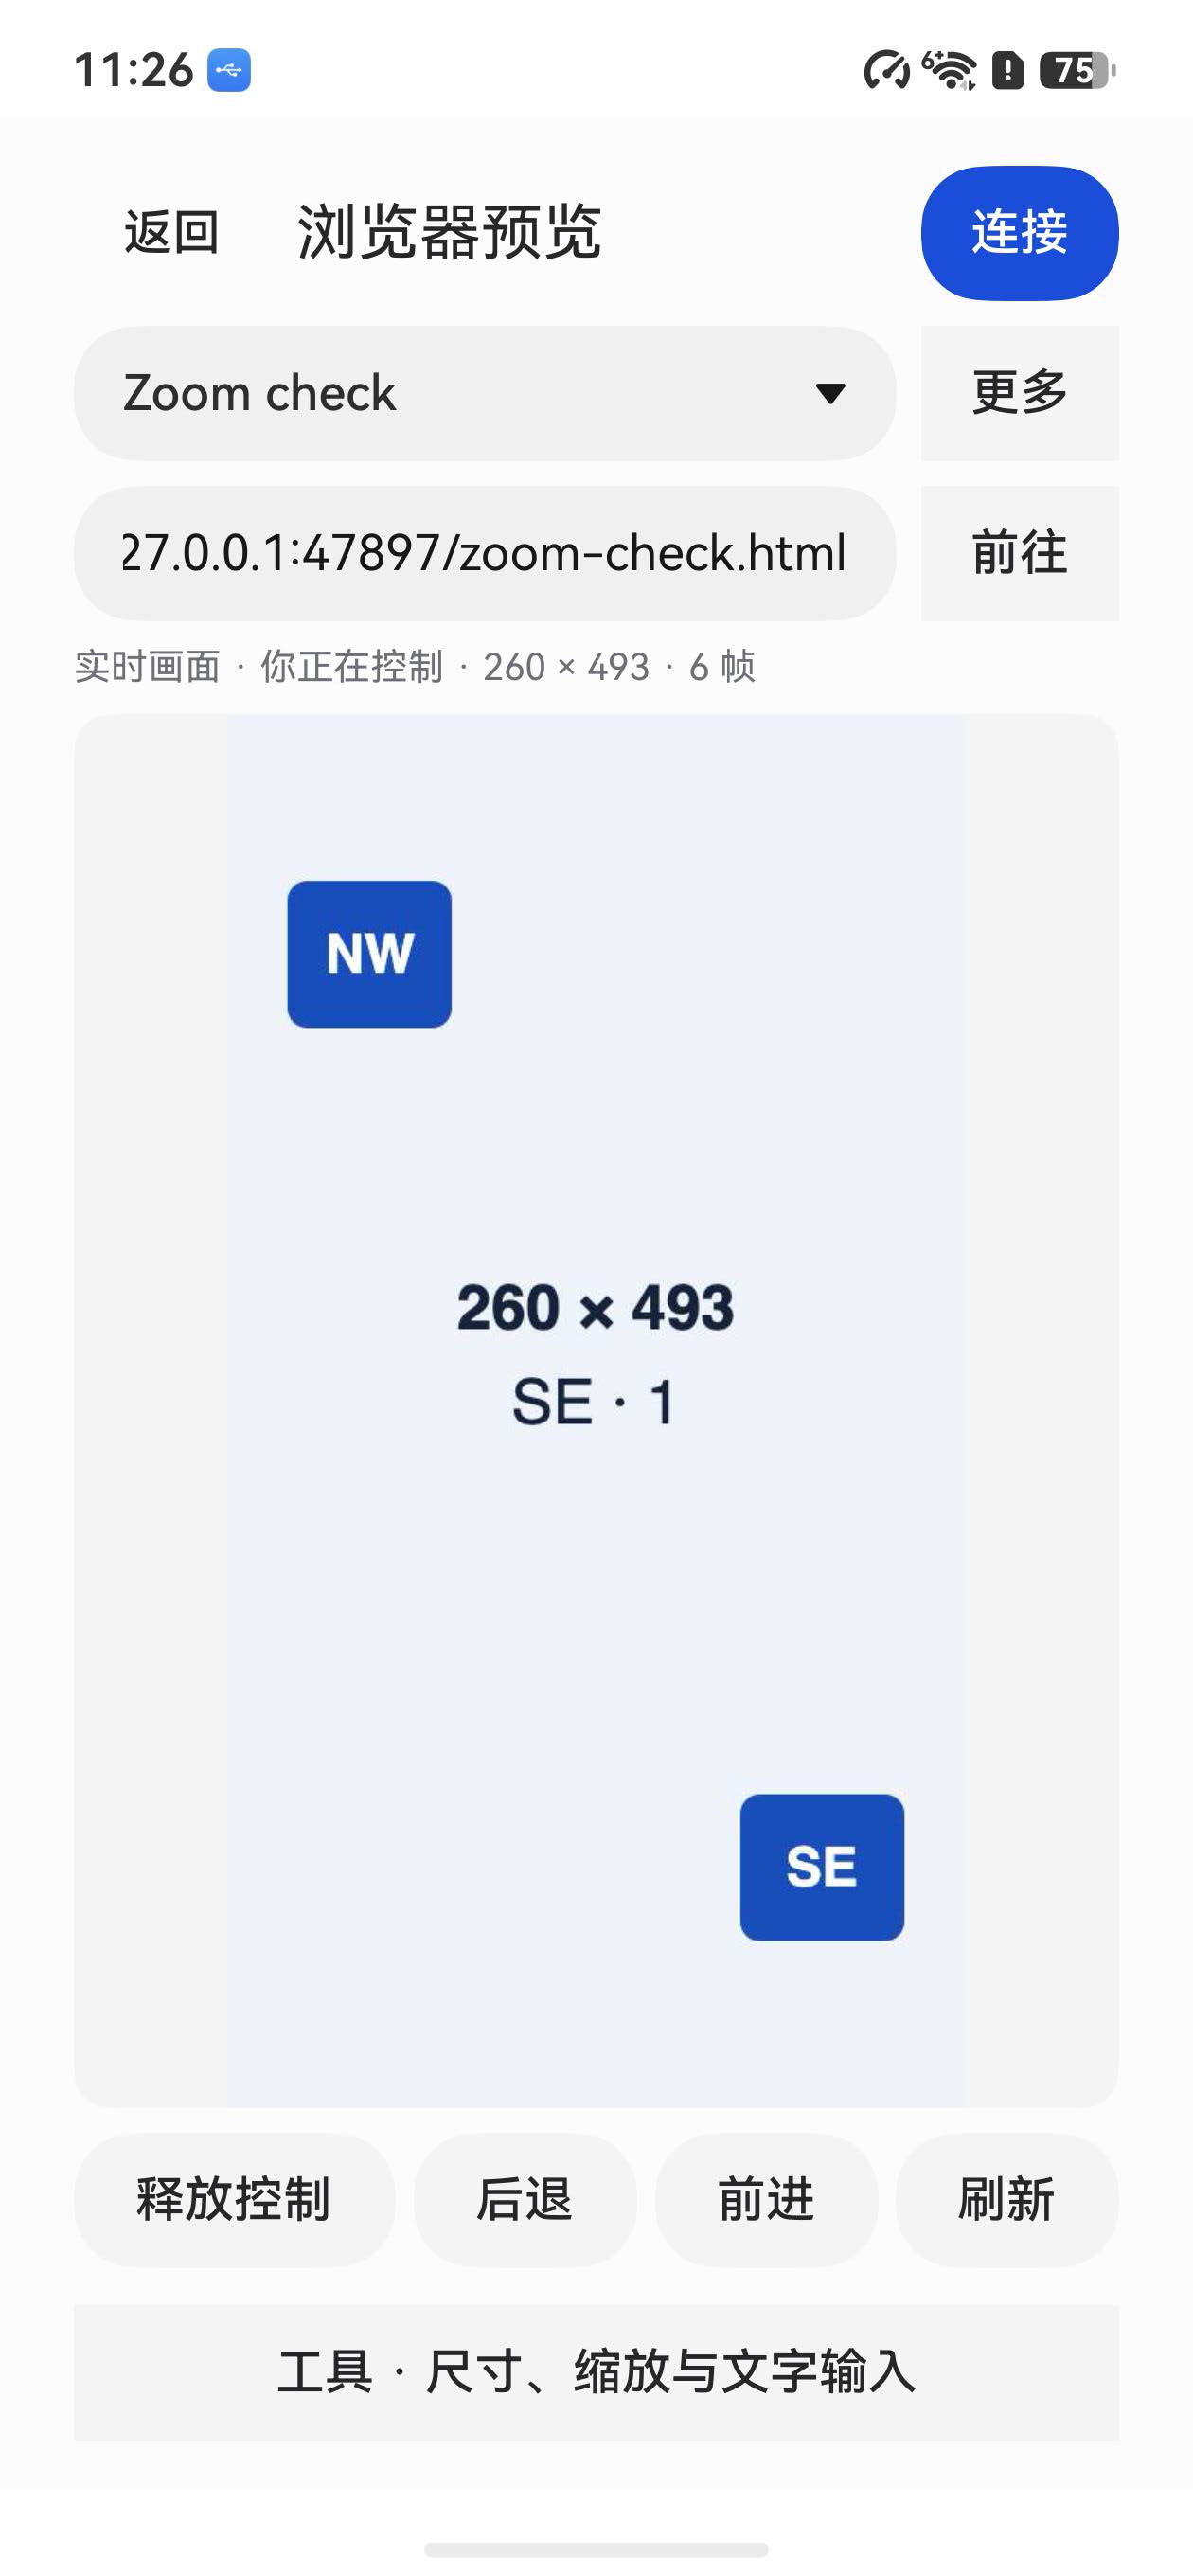 11:26
6+
75
返回 浏览器预览 连接
Zoom check 更多
27.0.0.1:47897/zoom-check.html 前往
实时画面 · 你正在控制 · 260 × 493 · 6 帧
NW
260 × 493
SE · 1
SE
释放控制 后退 前进 刷新
工具 · 尺寸、缩放与文字输入